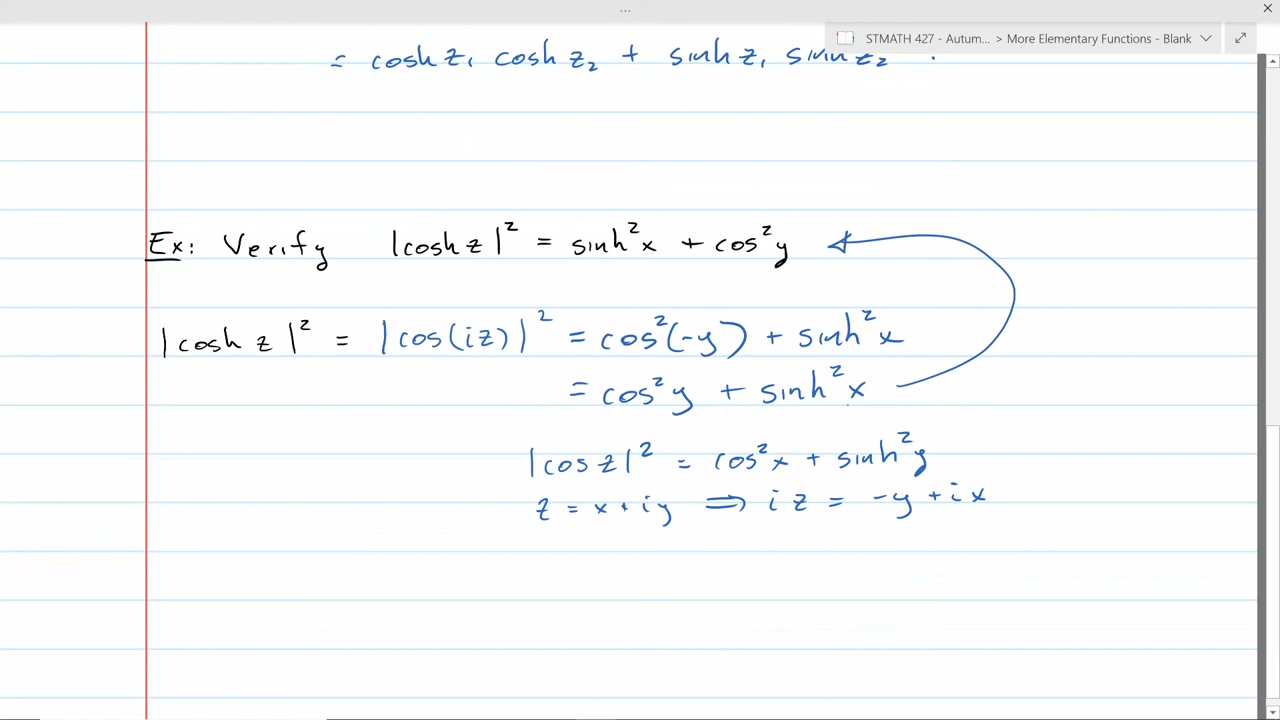 ...
STMATH 427 - Autum... > More Elementary Functions - Blank
= cosh z₁ cosh z₂ + sinh z₁ sinh z₂ .
Ex: Verify |cosh z|² = sinh²x + cos²y
|cosh z|² = |cos(iz)|² = cos²(-y) + sinh²x
= cos²y + sinh²x
|cos z|² = cos²x + sinh²y
z = x + iy ⟹ iz = -y + ix